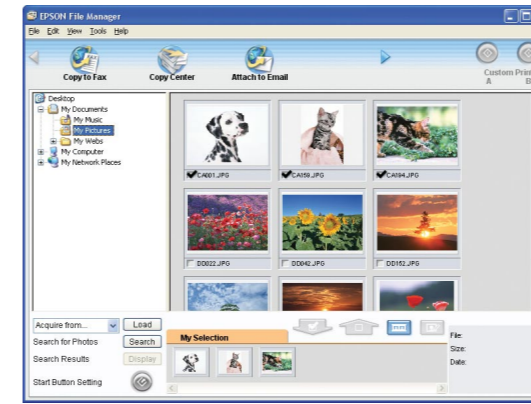 EPSON File Manager
File Edit View Tools Help
Copy to Fax
Copy Center
Attach to Email
Custom Print
A B
Desktop
My Documents
My Music
My Pictures
My Webs
My Computer
My Network Places
CA001.JPG
CA159.JPG
CA194.JPG
DD022.JPG
DD042.JPG
DD152.JPG
Acquire from...
Load
Search for Photos
Search
Search Results
Display
Start Button Setting
My Selection
File:
Size:
Date: